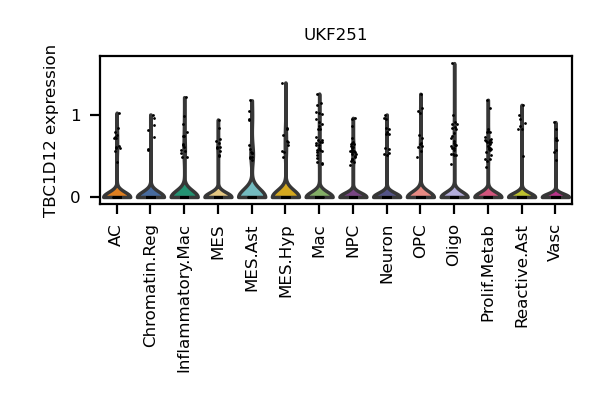 UKF251
TBC1D12 expression
1
0
AC
Chromatin.Reg
Inflammatory.Mac
MES
MES.Ast
MES.Hyp
Mac
NPC
Neuron
OPC
Oligo
Prolif.Metab
Reactive.Ast
Vasc